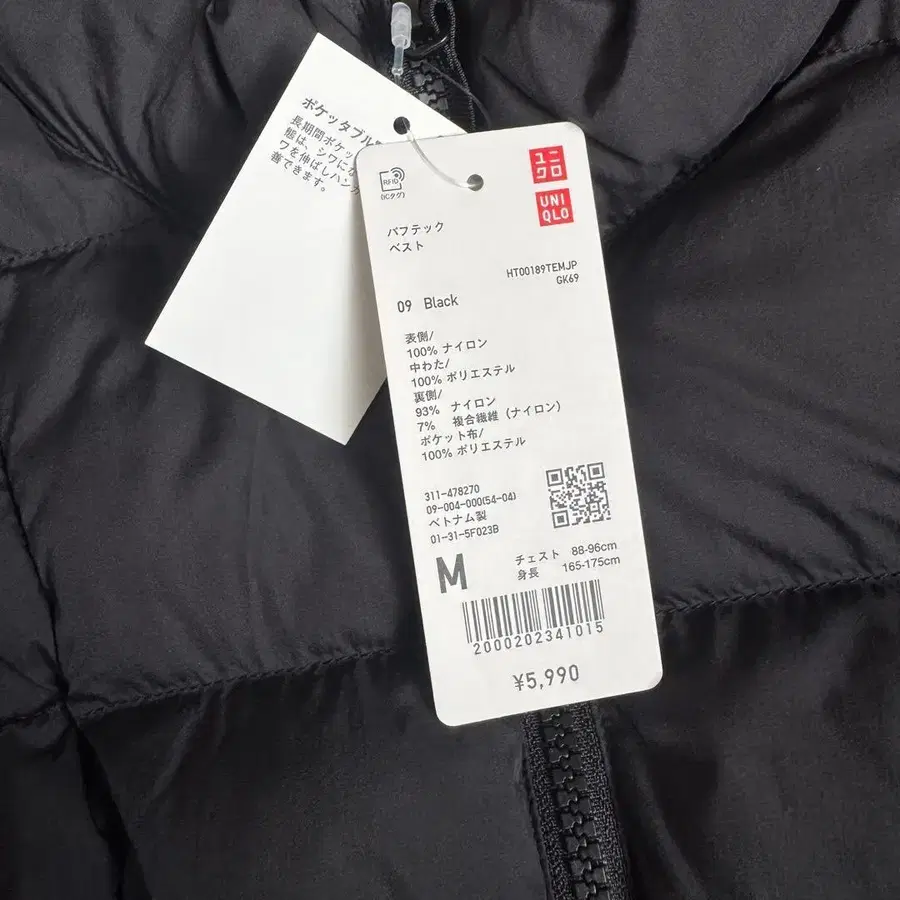 ポケッタブル
長期間ポケッ
態は、シワに
ワを伸ばしハン
善できます。
RFID
(ICタグ)
ユニ
クロ
UNI
QLO
パフテック
ベスト
HT00189TEMJP
GK69
09 Black
表側/
100% ナイロン
中わた/
100% ポリエステル
裏側/
93% ナイロン
7% 複合繊維(ナイロン)
ポケット布/
100% ポリエステル
311-478270
09-004-000(54-04)
ベトナム製
01-31-5F023B
M
チェスト 88-96cm
身長 165-175cm
2000202341015
¥5,990